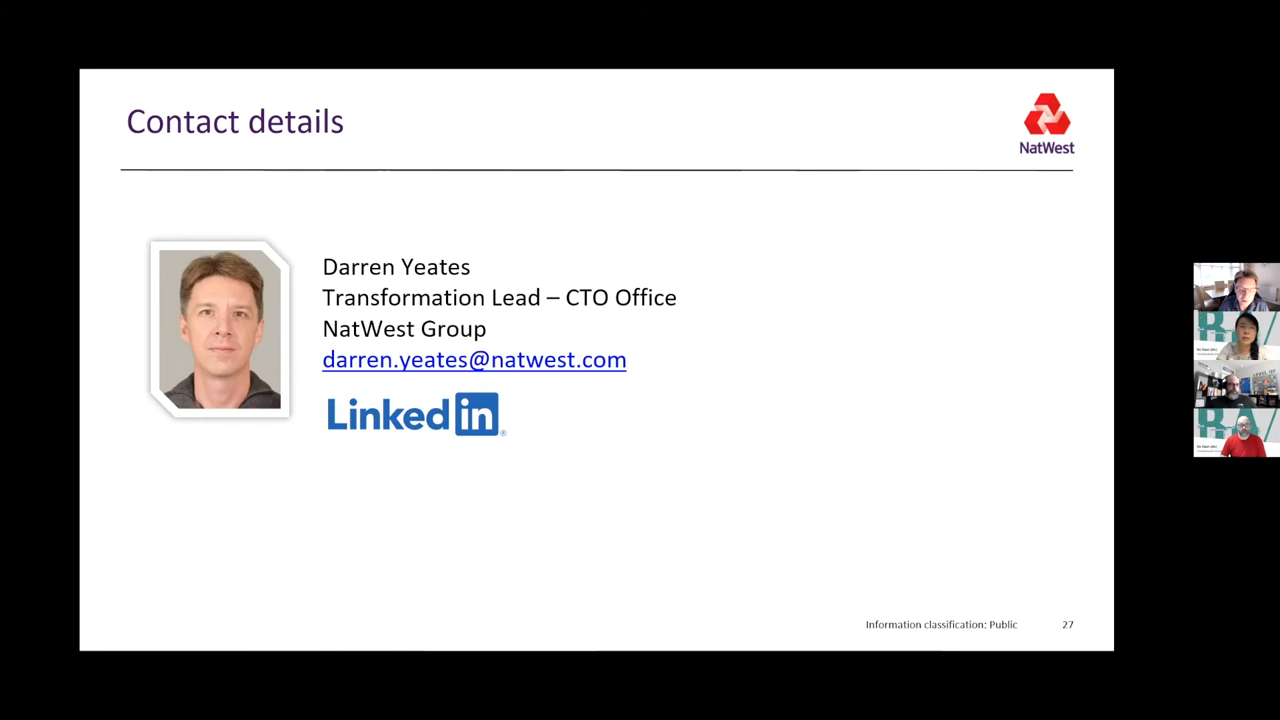 Contact details
NatWest
Darren Yeates
Transformation Lead – CTO Office
NatWest Group
darren.yeates@natwest.com
LinkedIn®
Information classification: Public
27